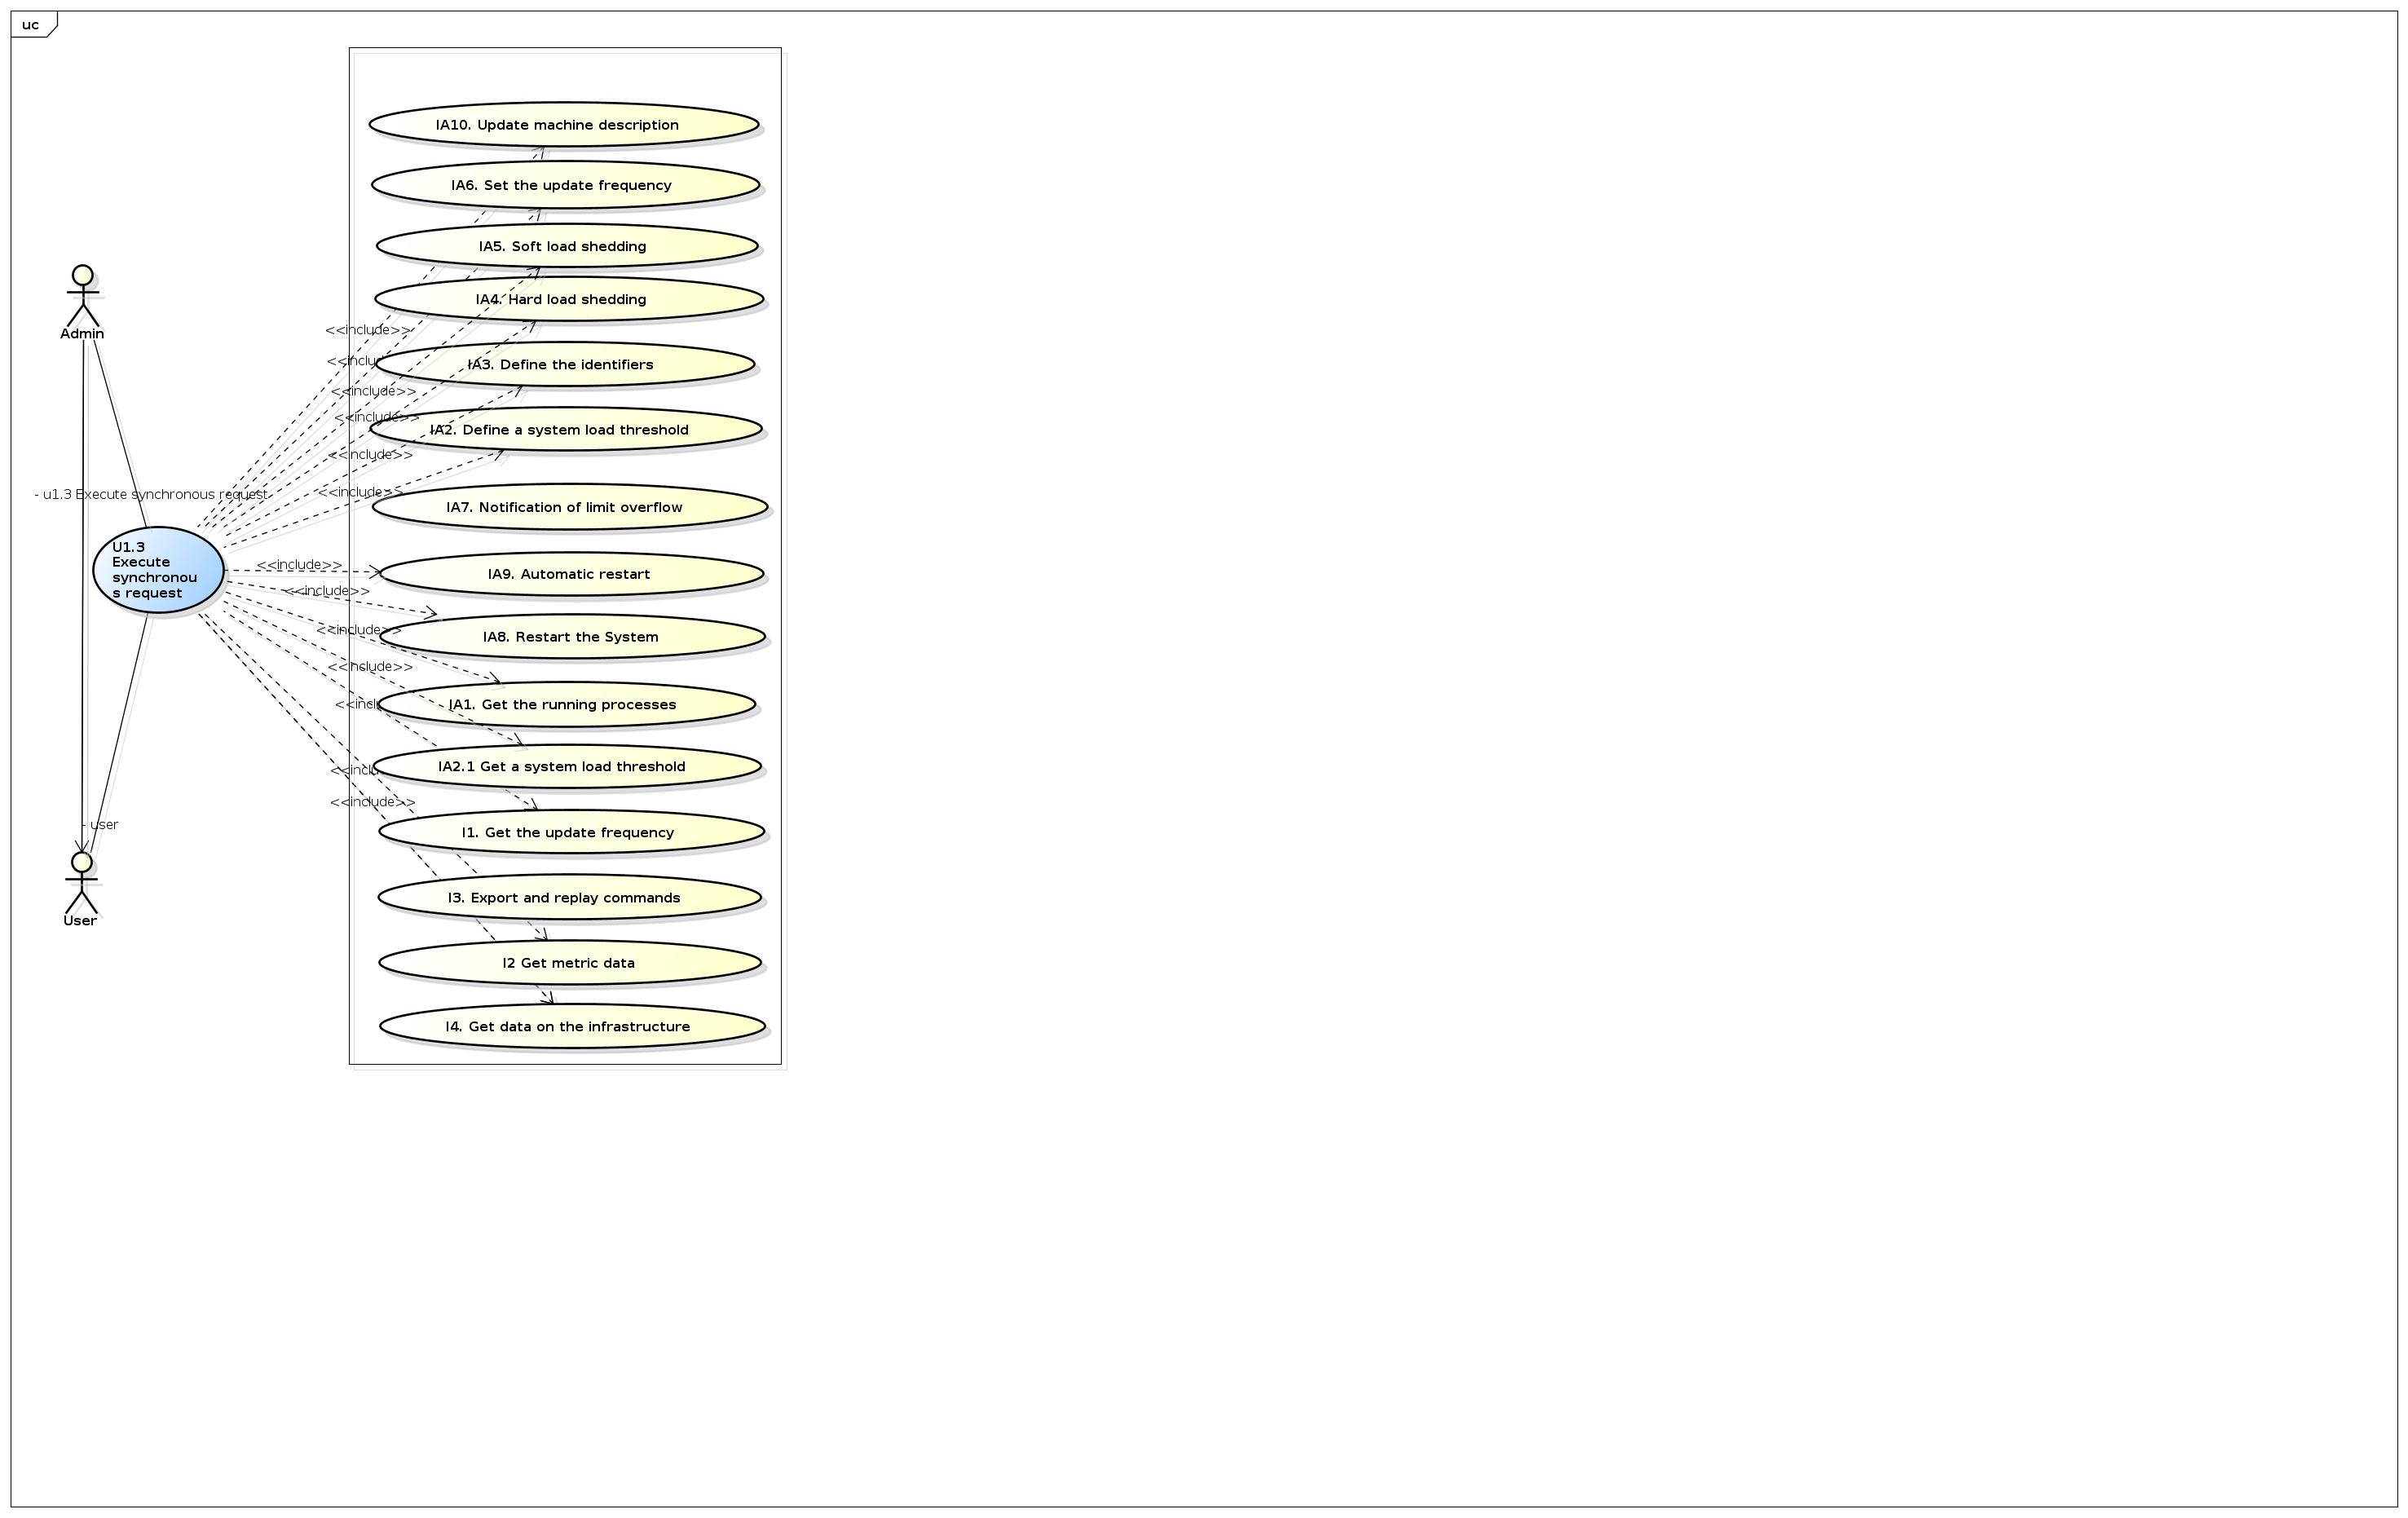 uc
IA10. Update machine description
IA6. Set the update frequency
IA5. Soft load shedding
IA4. Hard load shedding
Admin
<<include>>
<<inclu
IA3. Define the identifiers
<<include>>
<<include>>
IA2. Define a system load threshold
<<include>>
<<include>>
- u1.3 Execute synchronous request
IA7. Notification of limit overflow
U1.3
Execute
synchronou
s request
<<include>>
IA9. Automatic restart
<<include>>
<<include>>
IA8. Restart the System
<<include>>
<<incl
IA1. Get the running processes
<<inclu
IA2.1 Get a system load threshold
<<include>>
- user
I1. Get the update frequency
I3. Export and replay commands
User
I2 Get metric data
I4. Get data on the infrastructure